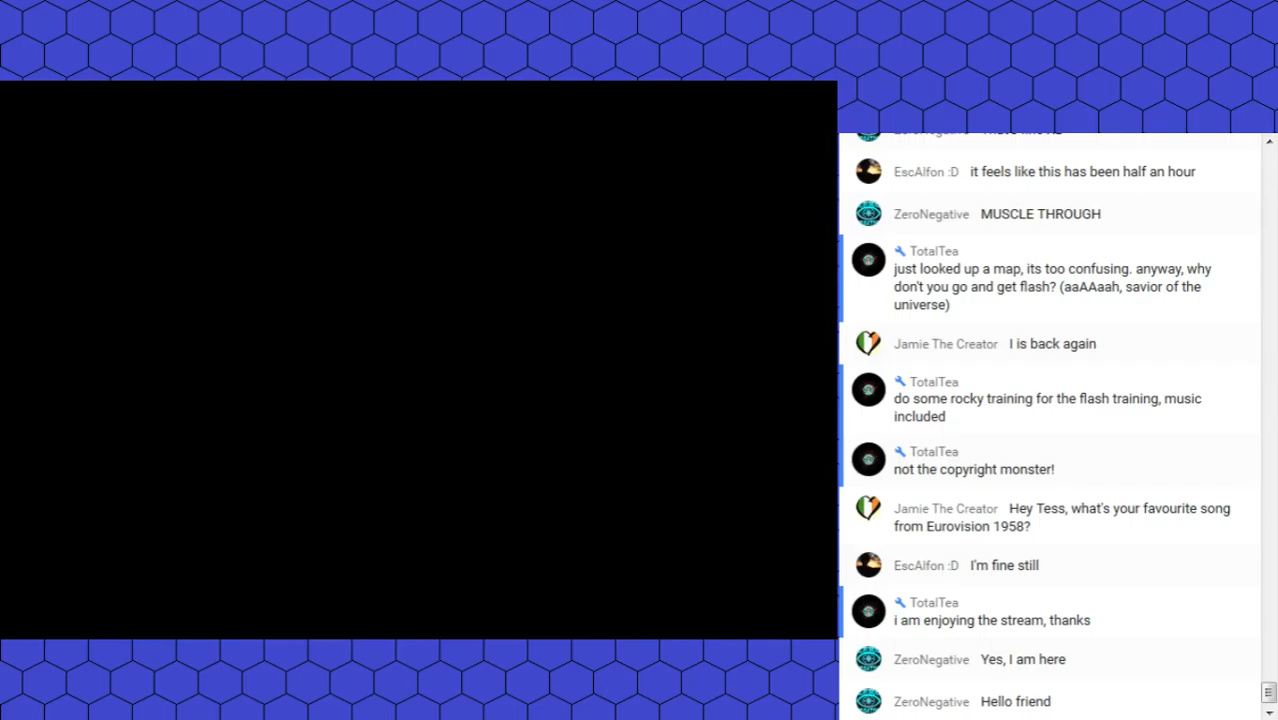 ZeroNegative
EscAlfon :D it feels like this has been half an hour
ZeroNegative MUSCLE THROUGH
TotalTea
just looked up a map, its too confusing. anyway, why
don't you go and get flash? (aaAAaah, savior of the
universe)
Jamie The Creator I is back again
TotalTea
do some rocky training for the flash training, music
included
TotalTea
not the copyright monster!
Jamie The Creator Hey Tess, what's your favourite song
from Eurovision 1958?
EscAlfon :D I'm fine still
TotalTea
i am enjoying the stream, thanks
ZeroNegative Yes, I am here
ZeroNegative Hello friend